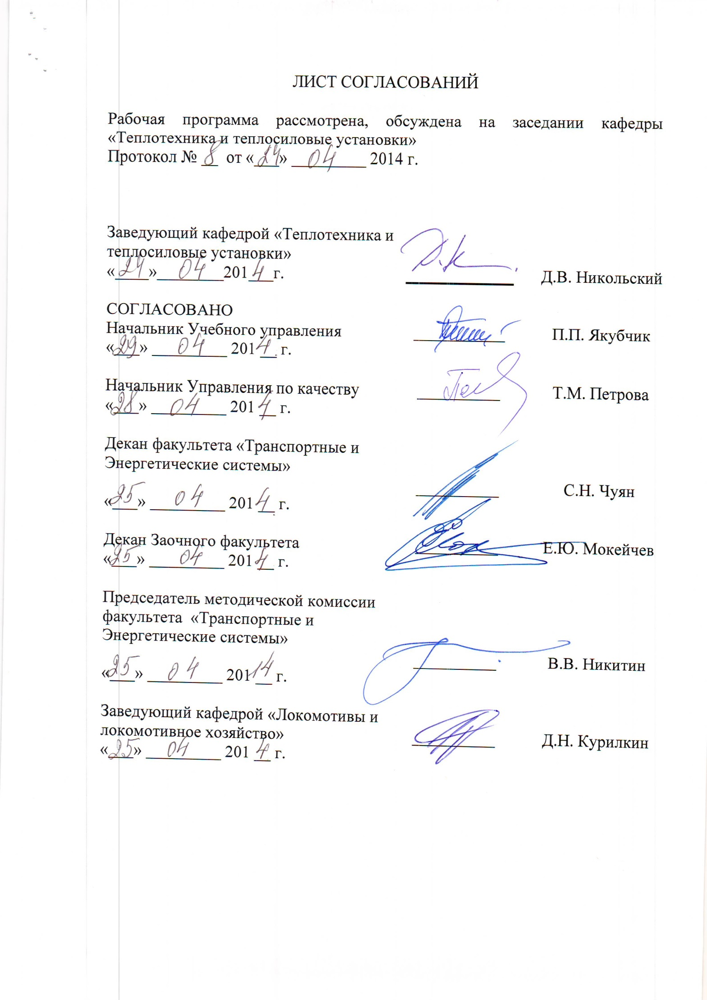 ЛИСТ СОГЛАСОВАНИЙ
Рабочая программа рассмотрена, обсуждена на заседании кафедры
«Теплотехника и теплосиловые установки»
Протокол № 8 от «24» 04 2014 г.
Заведующий кафедрой «Теплотехника и
теплосиловые установки»
«24» 04 2014 г. Д.В. Никольский
СОГЛАСОВАНО
Начальник Учебного управления П.П. Якубчик
«29» 04 2014 г.
Начальник Управления по качеству Т.М. Петрова
«28» 04 2014 г.
Декан факультета «Транспортные и
Энергетические системы»
«25» 04 2014 г. С.Н. Чуян
Декан Заочного факультета Е.Ю. Мокейчев
«25» 04 2014 г.
Председатель методической комиссии
факультета «Транспортные и
Энергетические системы»
«25» 04 20114 г. В.В. Никитин
Заведующий кафедрой «Локомотивы и
локомотивное хозяйство»
«25» 04 2014 г. Д.Н. Курилкин